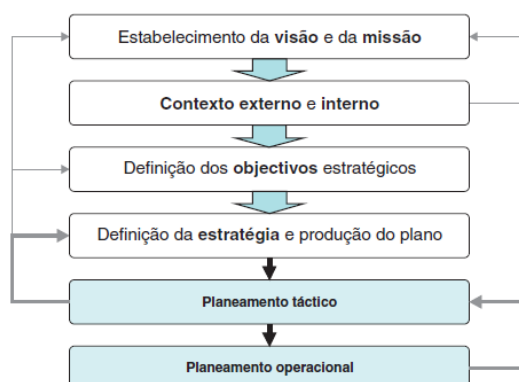 Estabelecimento da visão e da missão
Contexto externo e interno
Definição dos objectivos estratégicos
Definição da estratégia e produção do plano
Planeamento táctico
Planeamento operacional